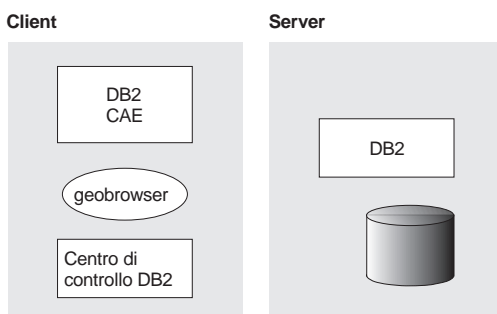 Client
DB2
CAE
geobrowser
Centro di
controllo DB2
Server
DB2